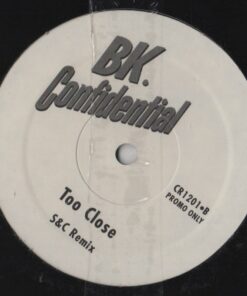 BK.
Confidential
Too Close
S&C Remix
CR1201•B
PROMO ONLY